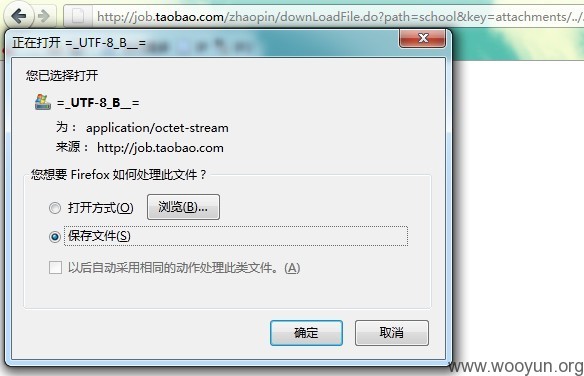 http://job.taobao.com/zhaopin/downLoadFile.do?path=school&key=attachments/../..
正在打开 =_UTF-8_B__=
您已选择打开
=_UTF-8_B__=
为： application/octet-stream
来源： http://job.taobao.com
您想要 Firefox 如何处理此文件？
打开方式(O) 浏览(B)...
保存文件(S)
以后自动采用相同的动作处理此类文件。(A)
确定 取消
www.wooyun.org